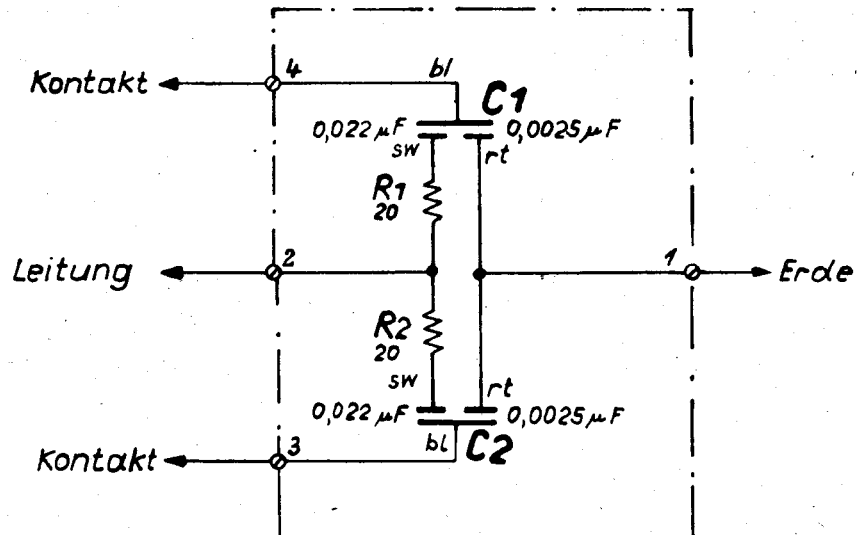 4
bl
Kontakt
C1
0,022 µF
0,0025 µF
sw
rt
R1
20
2
1
Leitung
Erde
R2
20
sw
rt
0,022 µF
0,0025 µF
3
bl
C2
Kontakt